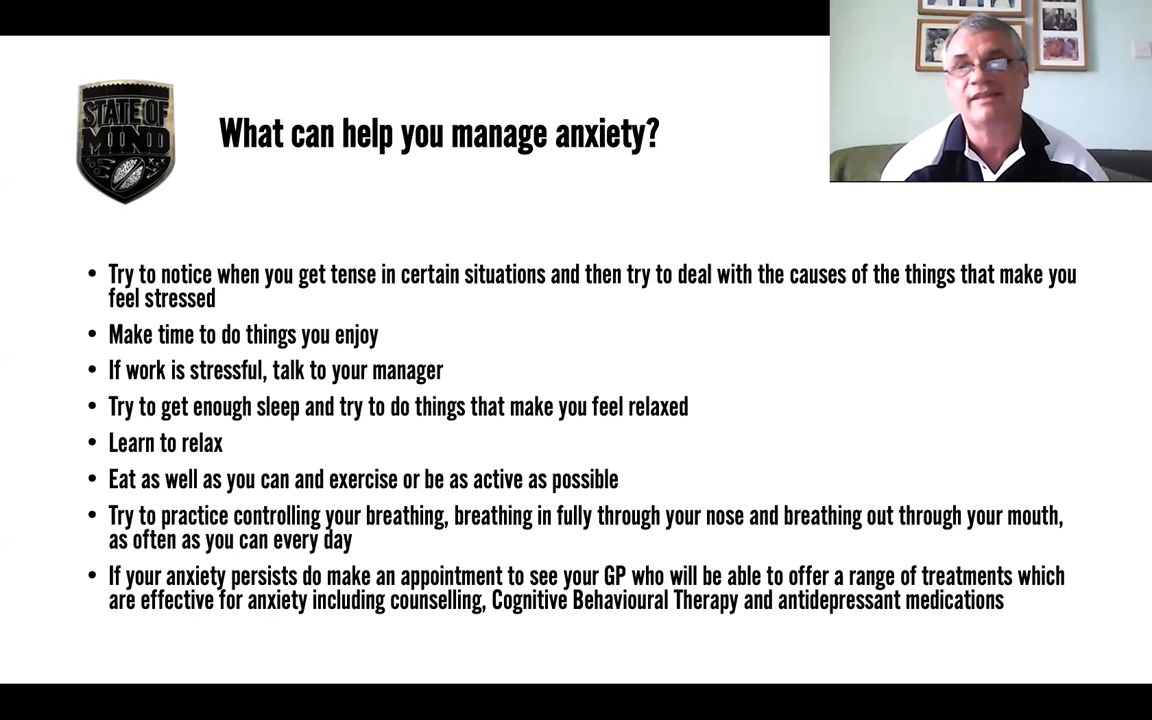 STATE OF
MIND
What can help you manage anxiety?
• Try to notice when you get tense in certain situations and then try to deal with the causes of the things that make you
feel stressed
• Make time to do things you enjoy
• If work is stressful, talk to your manager
• Try to get enough sleep and try to do things that make you feel relaxed
• Learn to relax
• Eat as well as you can and exercise or be as active as possible
• Try to practice controlling your breathing, breathing in fully through your nose and breathing out through your mouth,
as often as you can every day
• If your anxiety persists do make an appointment to see your GP who will be able to offer a range of treatments which
are effective for anxiety including counselling, Cognitive Behavioural Therapy and antidepressant medications